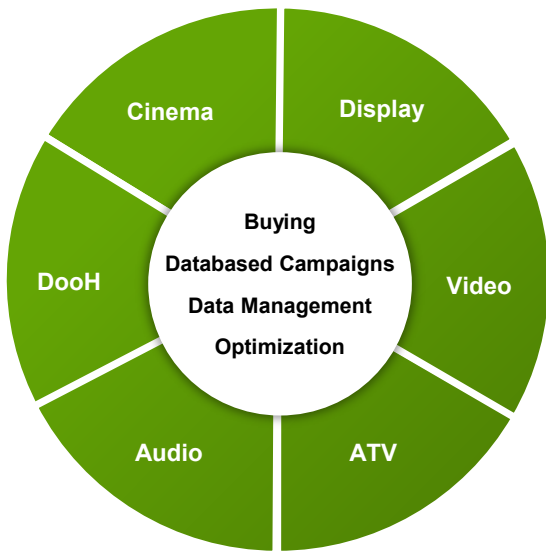 Cinema
Display
Buying
Databased Campaigns
Data Management
Optimization
DooH
Video
Audio
ATV